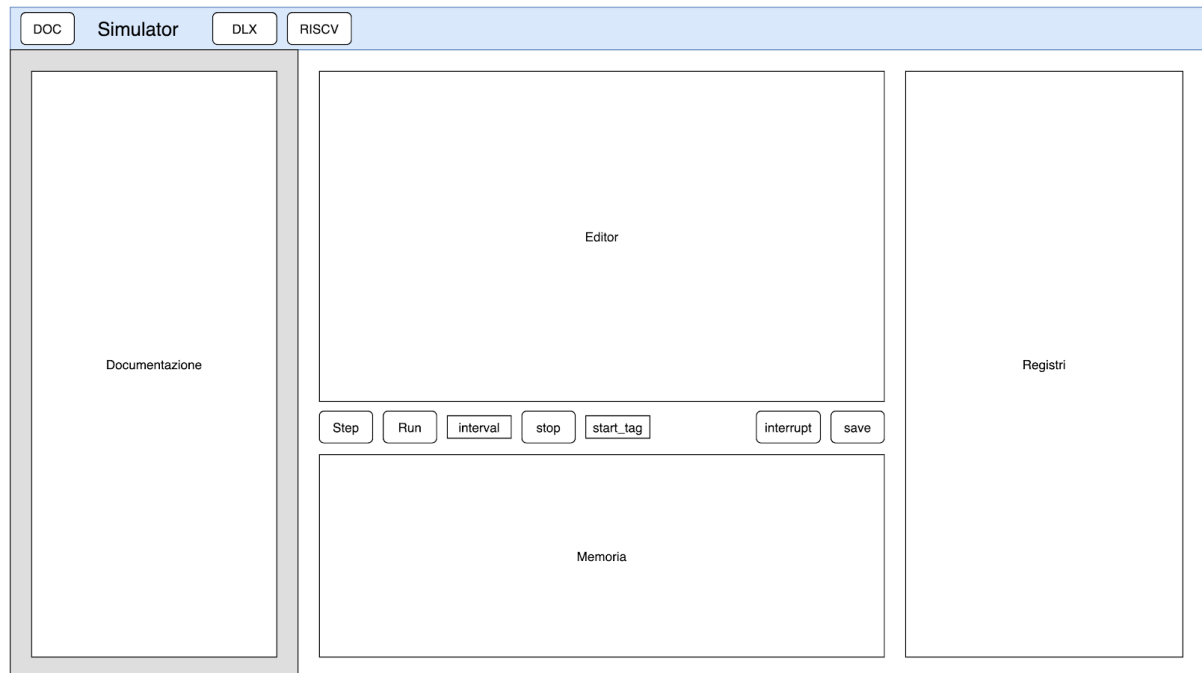 DOC Simulator DLX RISCV
Documentazione
Editor
Registri
Step Run interval stop start_tag interrupt save
Memoria